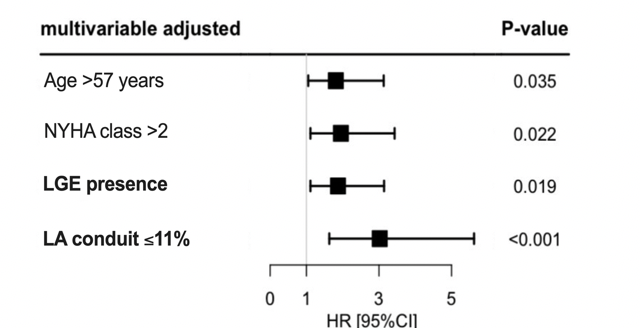 multivariable adjusted P-value
Age >57 years 0.035
NYHA class >2 0.022
LGE presence 0.019
LA conduit ≤11% <0.001
0 1 3 5
HR [95%CI]